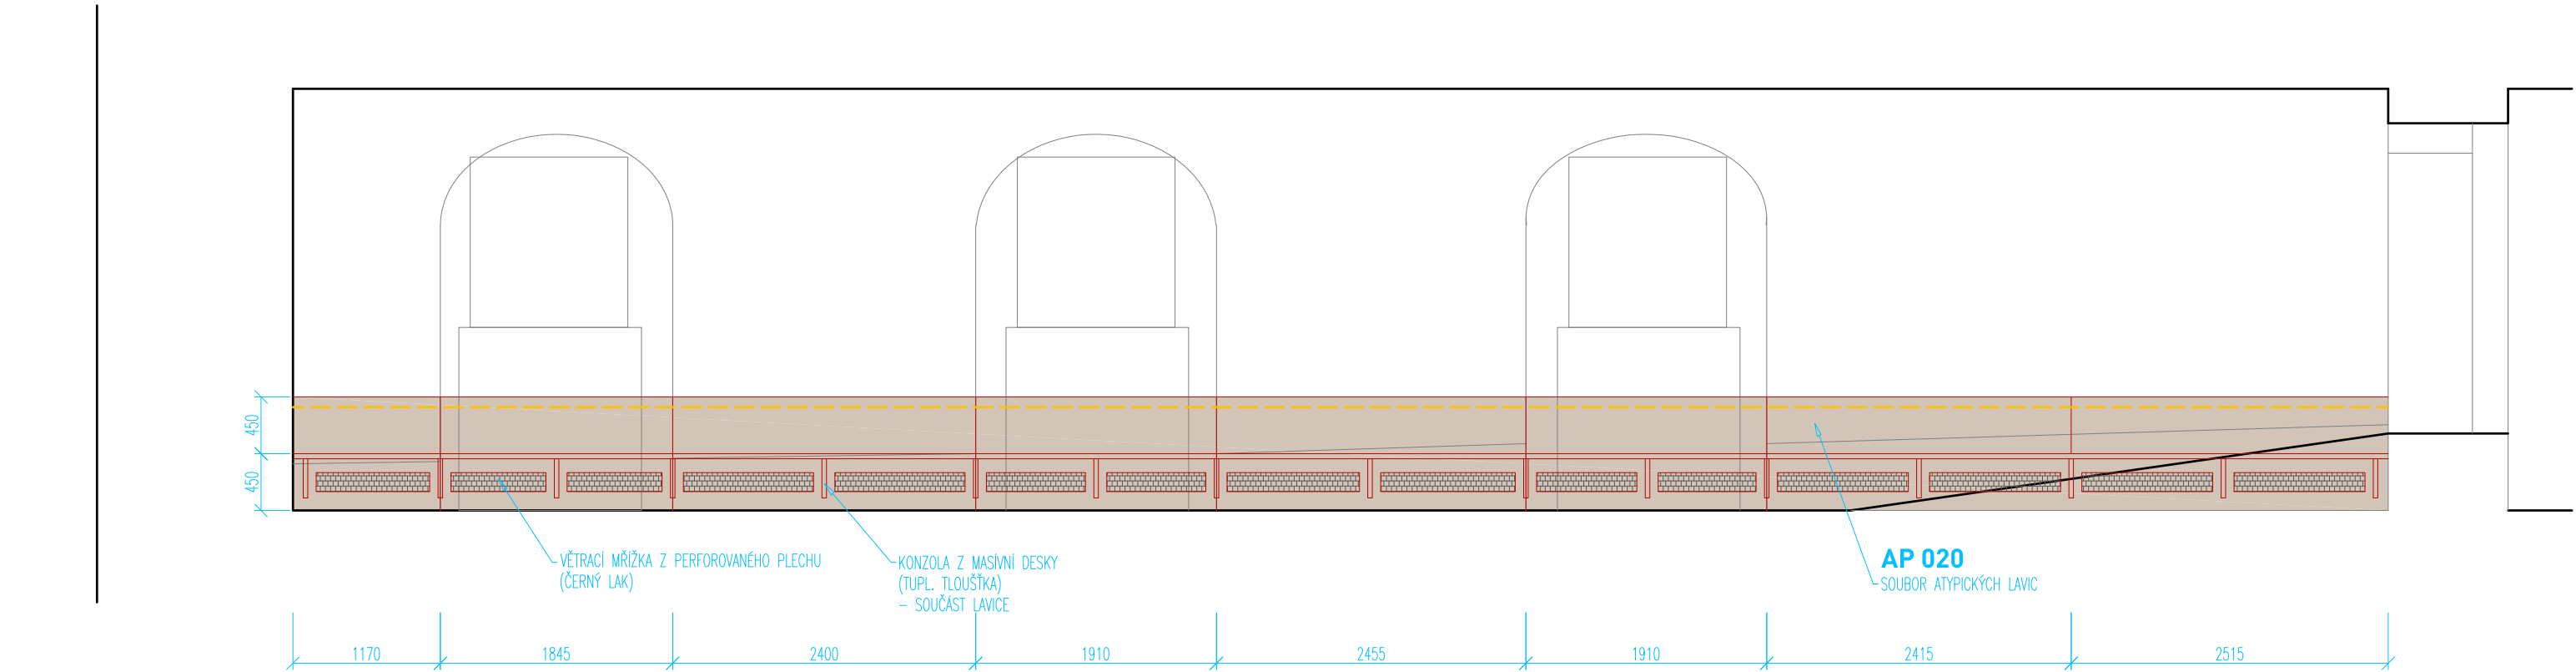 450
450
VĚTRACÍ MŘÍŽKA Z PERFOROVANÉHO PLECHU
(ČERNÝ LAK)
KONZOLA Z MASÍVNÍ DESKY
(TUPL. TLOUŠŤKA)
– SOUČÁST LAVICE
AP 020
SOUBOR ATYPICKÝCH LAVIC
1170 1845 2400 1910 2455 1910 2415 2515